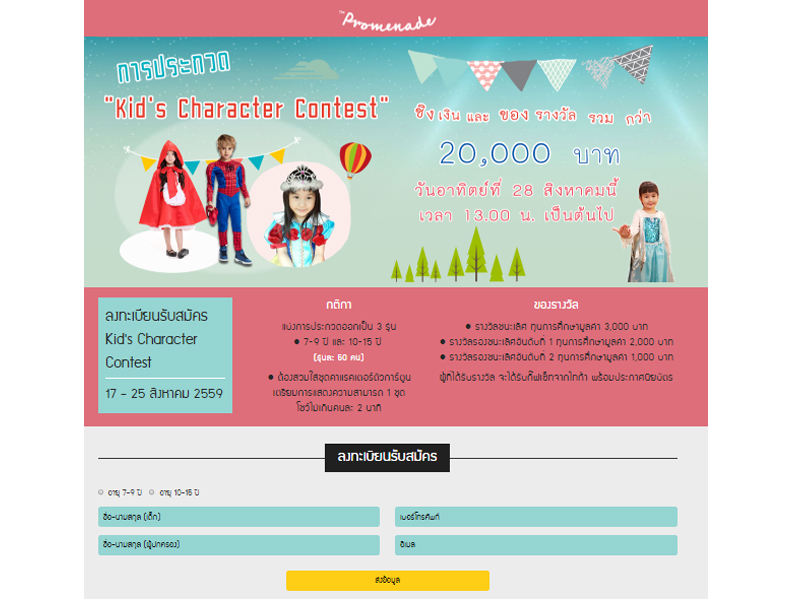 The Promenade
การประกวด
"Kid's Character Contest"
ชิงเงิน และ ของรางวัล รวม กว่า
20,000 บาท
วันอาทิตย์ที่ 28 สิงหาคมนี้
เวลา 13.00 น. เป็นต้นไป
ลงทะเบียนรับสมัคร
Kid's Character
Contest
17 - 25 สิงหาคม 2559
กติกา
แบ่งการประกวดออกเป็น 3 รุ่น
● 7-9 ปี และ 10-15 ปี
(รุ่นละ 50 คน)
● ต้องสวมใส่ชุดคาแรคเตอร์ตัวการ์ตูน
เตรียมการแสดงความสามารถ 1 ชุด
โชว์ไม่เกินคนละ 2 นาที
ของรางวัล
● รางวัลชนะเลิศ ทุนการศึกษามูลค่า 3,000 บาท
● รางวัลรองชนะเลิศอันดับที่ 1 ทุนการศึกษามูลค่า 2,000 บาท
● รางวัลรองชนะเลิศอันดับที่ 2 ทุนการศึกษามูลค่า 1,000 บาท
ผู้ที่ได้รับรางวัล จะได้รับกิ๊ฟเซ็ทจากไทก้า พร้อมประกาศนียบัตร
ลงทะเบียนรับสมัคร
อายุ 7-9 ปี อายุ 10-15 ปี
ชื่อ-นามสกุล (เด็ก)
เบอร์โทรศัพท์
ชื่อ-นามสกุล (ผู้ปกครอง)
อีเมล
ส่งข้อมูล